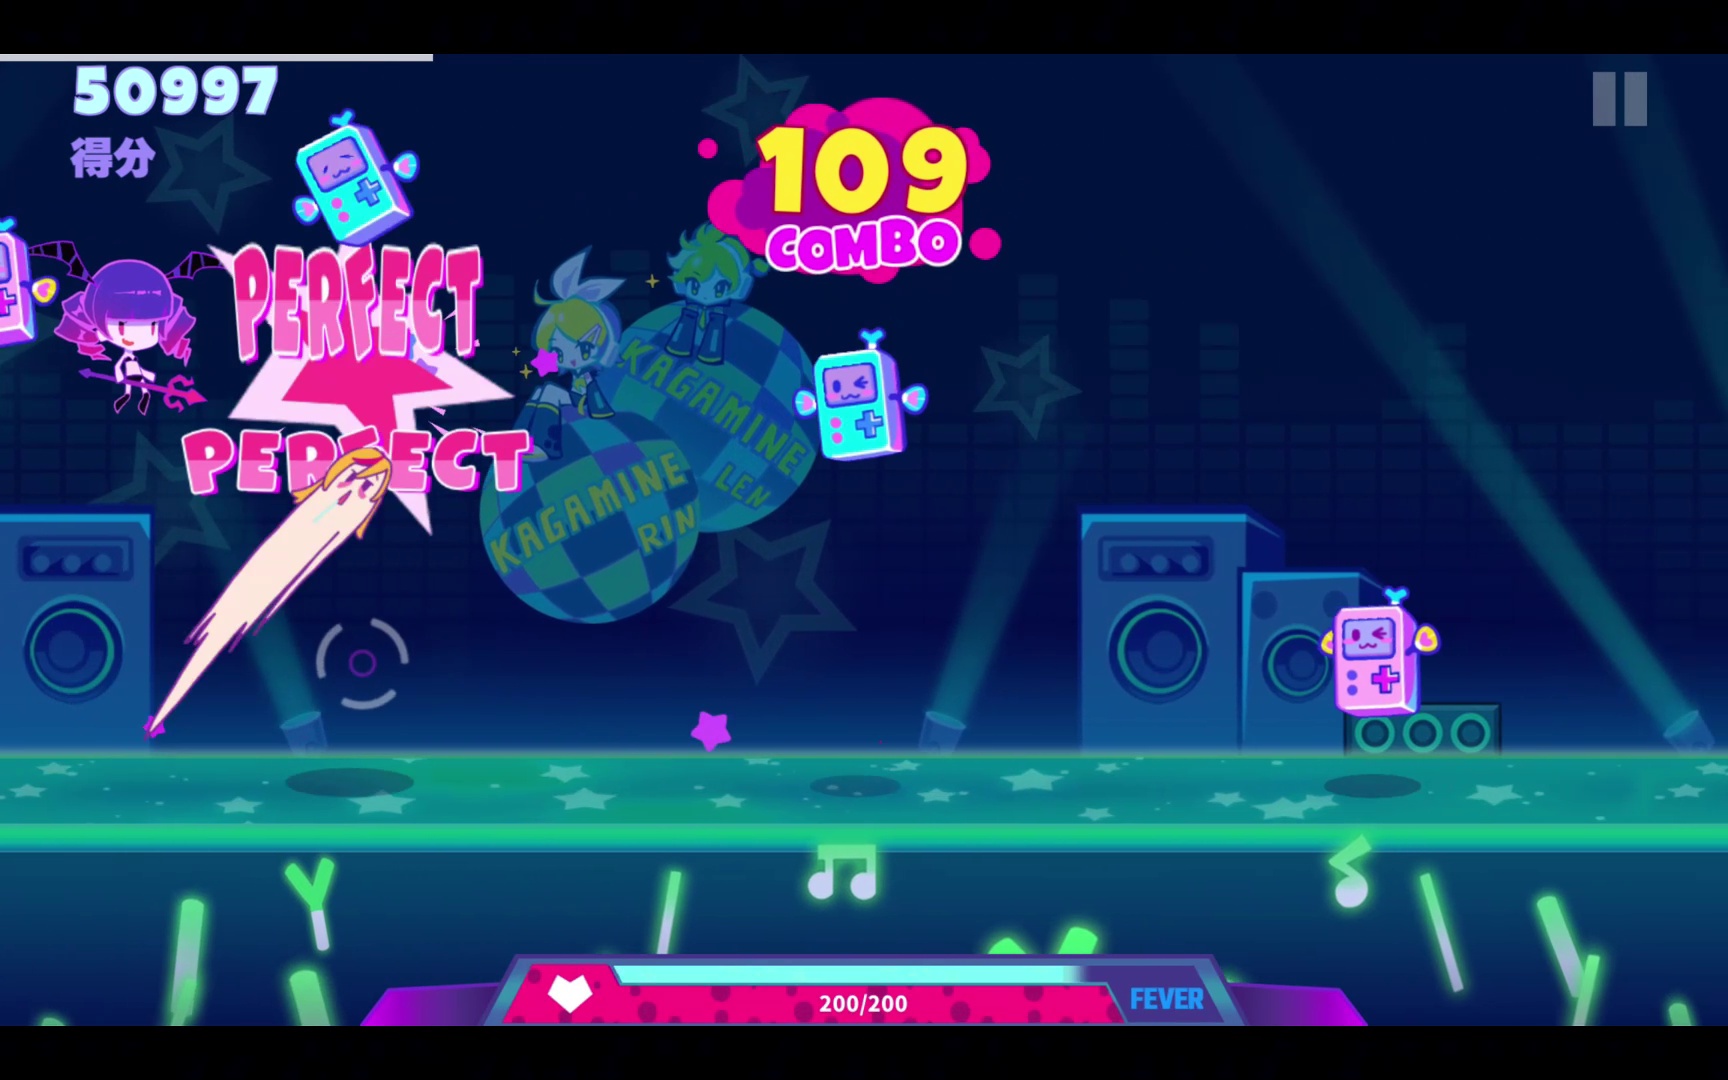 50997
得分
109
COMBO
PERFECT
PERFECT
KAGAMINE
LEN
KAGAMINE
RIN
200/200
FEVER